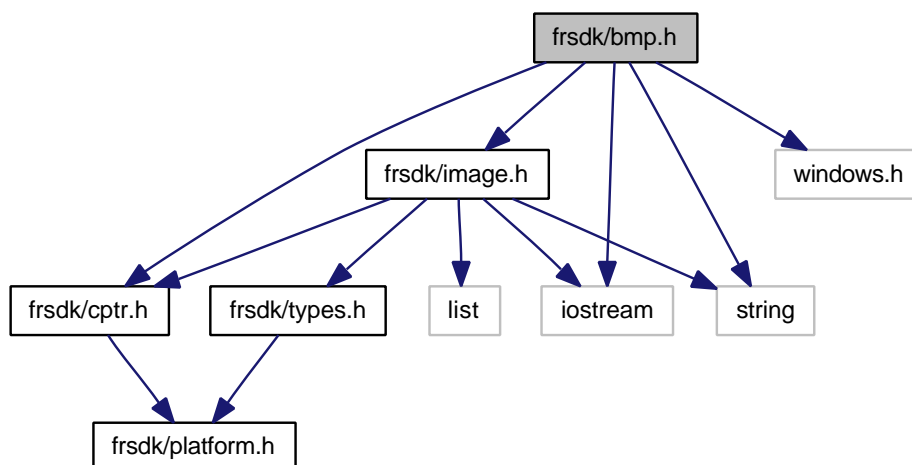 frsdk/bmp.h
frsdk/image.h
windows.h
frsdk/cptr.h
frsdk/types.h
list
iostream
string
frsdk/platform.h